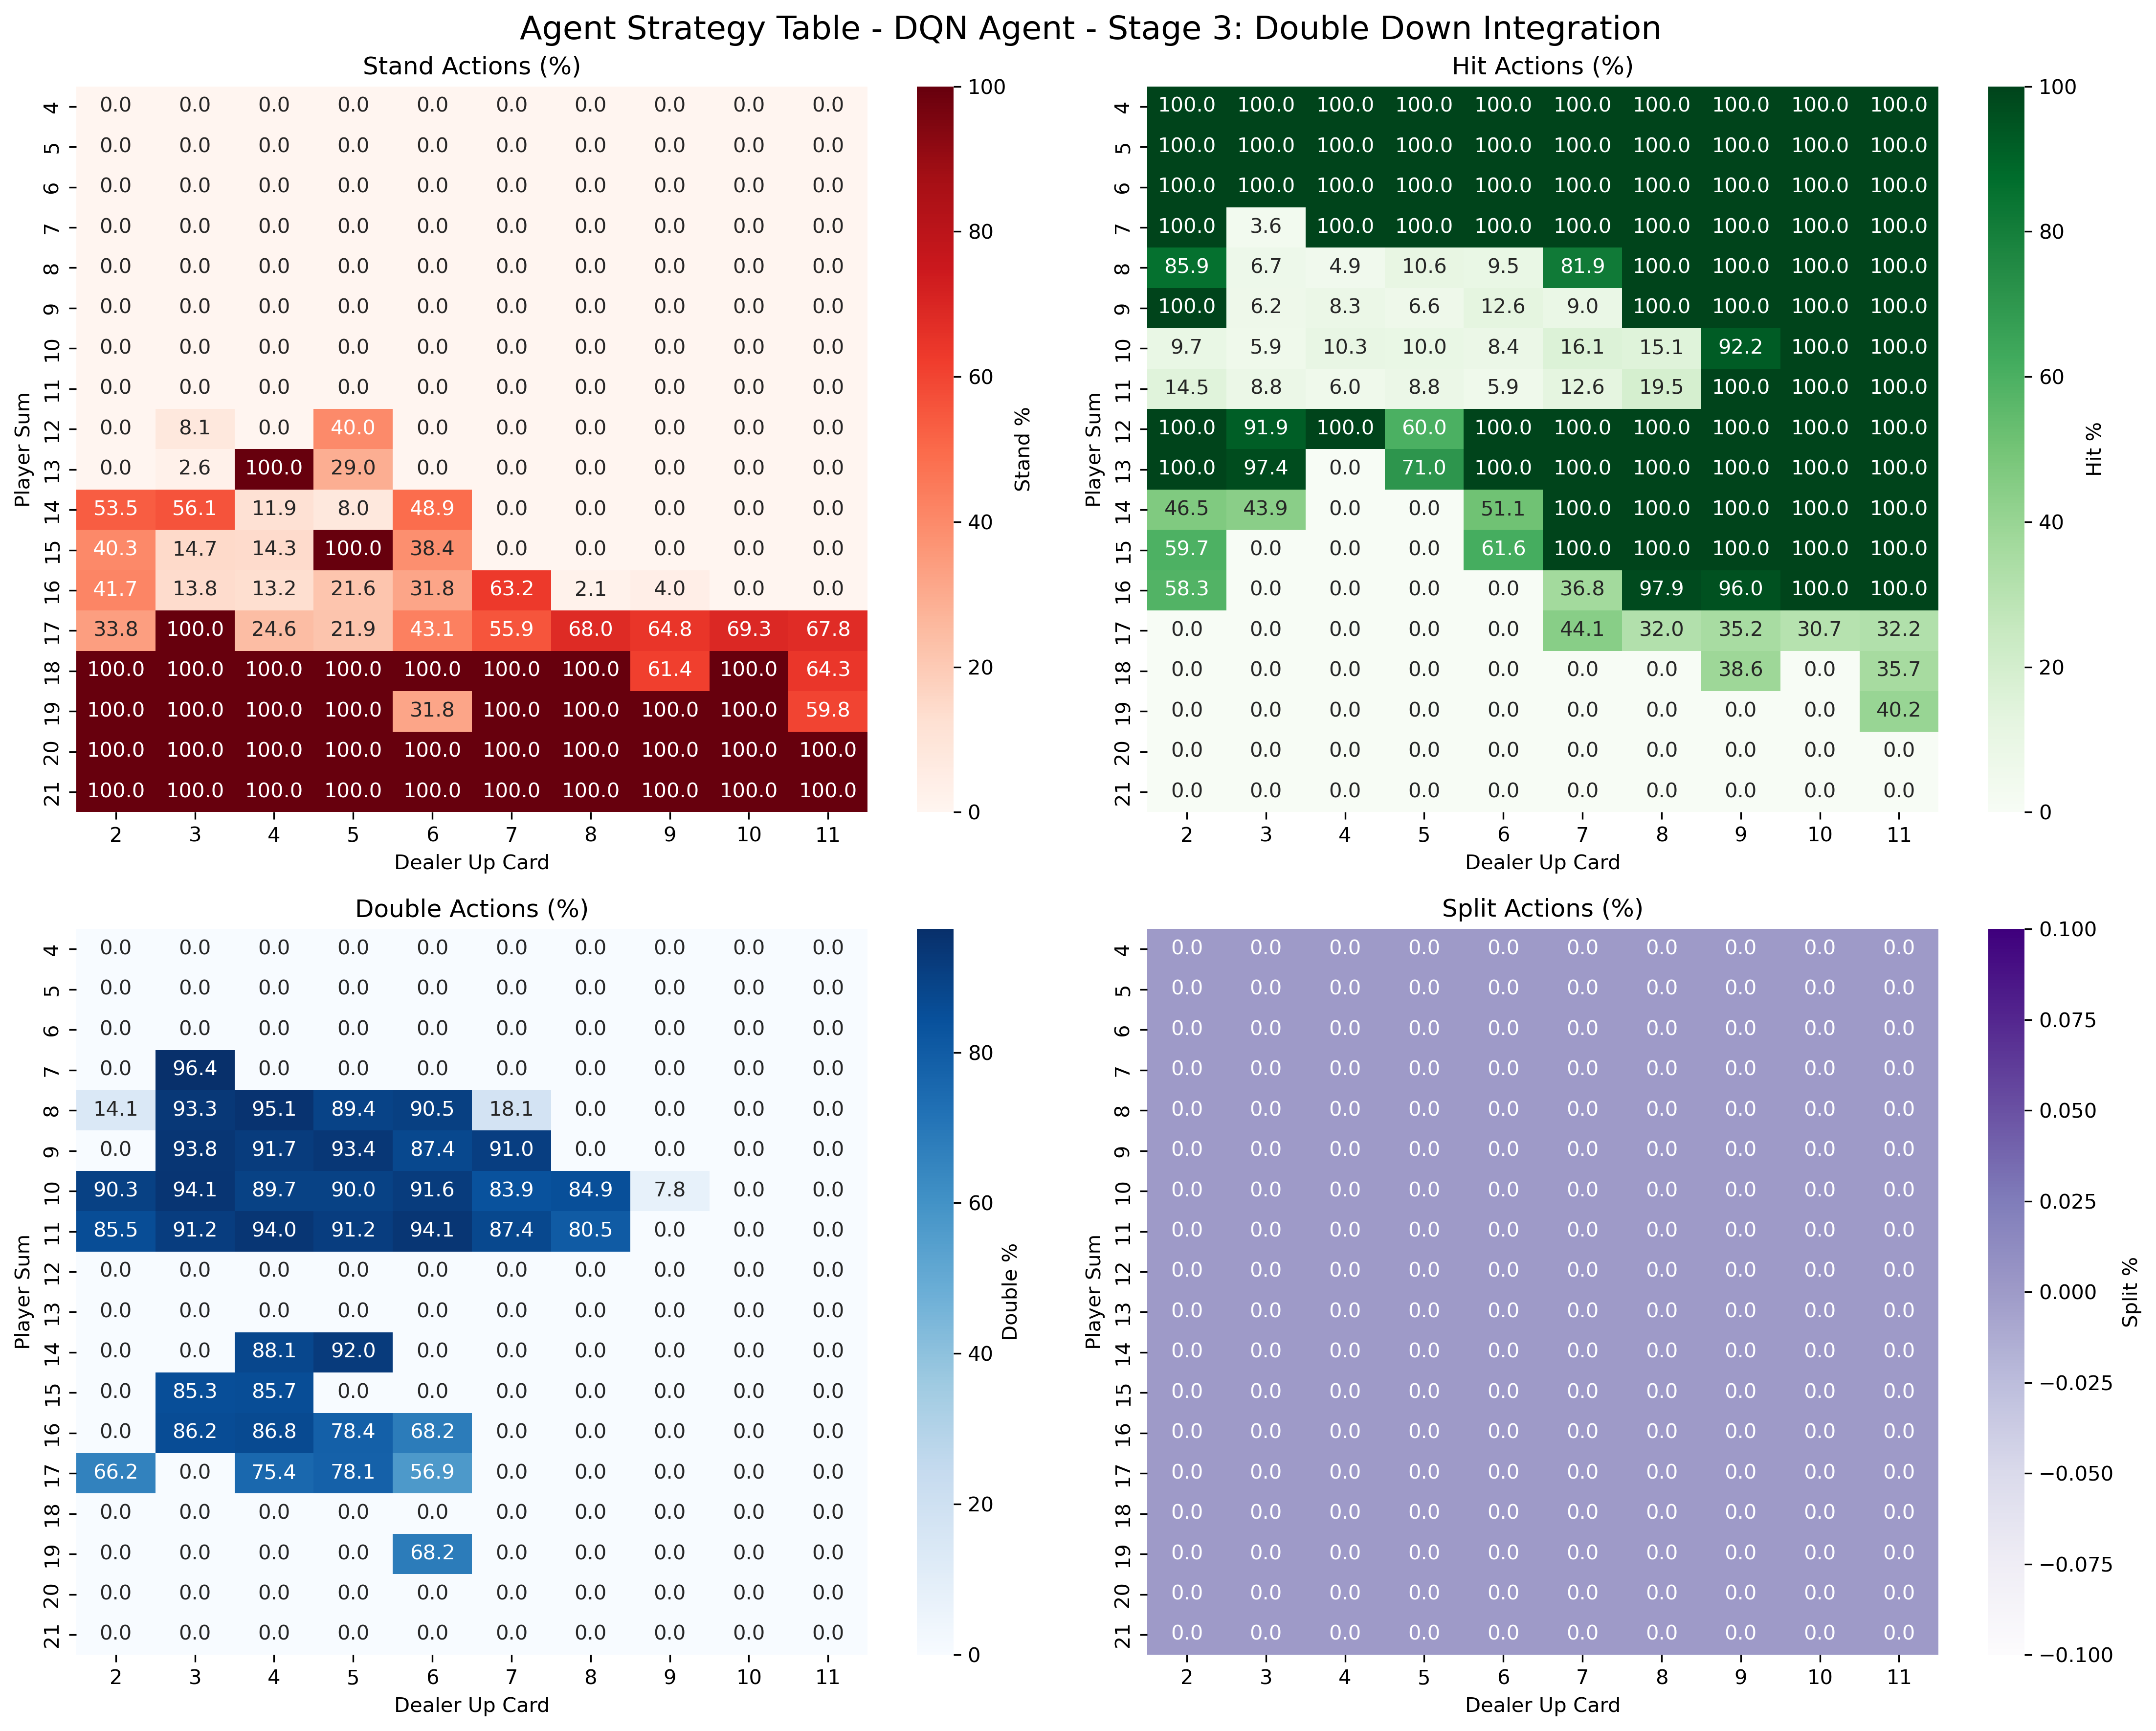 Agent Strategy Table - DQN Agent - Stage 3: Double Down Integration
Stand Actions (%)
Player Sum
4 0.0 0.0 0.0 0.0 0.0 0.0 0.0 0.0 0.0 0.0
5 0.0 0.0 0.0 0.0 0.0 0.0 0.0 0.0 0.0 0.0
6 0.0 0.0 0.0 0.0 0.0 0.0 0.0 0.0 0.0 0.0
7 0.0 0.0 0.0 0.0 0.0 0.0 0.0 0.0 0.0 0.0
8 0.0 0.0 0.0 0.0 0.0 0.0 0.0 0.0 0.0 0.0
9 0.0 0.0 0.0 0.0 0.0 0.0 0.0 0.0 0.0 0.0
10 0.0 0.0 0.0 0.0 0.0 0.0 0.0 0.0 0.0 0.0
11 0.0 0.0 0.0 0.0 0.0 0.0 0.0 0.0 0.0 0.0
12 0.0 8.1 0.0 40.0 0.0 0.0 0.0 0.0 0.0 0.0
13 0.0 2.6 100.0 29.0 0.0 0.0 0.0 0.0 0.0 0.0
14 53.5 56.1 11.9 8.0 48.9 0.0 0.0 0.0 0.0 0.0
15 40.3 14.7 14.3 100.0 38.4 0.0 0.0 0.0 0.0 0.0
16 41.7 13.8 13.2 21.6 31.8 63.2 2.1 4.0 0.0 0.0
17 33.8 100.0 24.6 21.9 43.1 55.9 68.0 64.8 69.3 67.8
18 100.0 100.0 100.0 100.0 100.0 100.0 100.0 61.4 100.0 64.3
19 100.0 100.0 100.0 100.0 31.8 100.0 100.0 100.0 100.0 59.8
20 100.0 100.0 100.0 100.0 100.0 100.0 100.0 100.0 100.0 100.0
21 100.0 100.0 100.0 100.0 100.0 100.0 100.0 100.0 100.0 100.0
2 3 4 5 6 7 8 9 10 11
Dealer Up Card
100
80
60
40
20
0
Stand %
Hit Actions (%)
Player Sum
4 100.0 100.0 100.0 100.0 100.0 100.0 100.0 100.0 100.0 100.0
5 100.0 100.0 100.0 100.0 100.0 100.0 100.0 100.0 100.0 100.0
6 100.0 100.0 100.0 100.0 100.0 100.0 100.0 100.0 100.0 100.0
7 100.0 3.6 100.0 100.0 100.0 100.0 100.0 100.0 100.0 100.0
8 85.9 6.7 4.9 10.6 9.5 81.9 100.0 100.0 100.0 100.0
9 100.0 6.2 8.3 6.6 12.6 9.0 100.0 100.0 100.0 100.0
10 9.7 5.9 10.3 10.0 8.4 16.1 15.1 92.2 100.0 100.0
11 14.5 8.8 6.0 8.8 5.9 12.6 19.5 100.0 100.0 100.0
12 100.0 91.9 100.0 60.0 100.0 100.0 100.0 100.0 100.0 100.0
13 100.0 97.4 0.0 71.0 100.0 100.0 100.0 100.0 100.0 100.0
14 46.5 43.9 0.0 0.0 51.1 100.0 100.0 100.0 100.0 100.0
15 59.7 0.0 0.0 0.0 61.6 100.0 100.0 100.0 100.0 100.0
16 58.3 0.0 0.0 0.0 0.0 36.8 97.9 96.0 100.0 100.0
17 0.0 0.0 0.0 0.0 0.0 44.1 32.0 35.2 30.7 32.2
18 0.0 0.0 0.0 0.0 0.0 0.0 0.0 38.6 0.0 35.7
19 0.0 0.0 0.0 0.0 0.0 0.0 0.0 0.0 0.0 40.2
20 0.0 0.0 0.0 0.0 0.0 0.0 0.0 0.0 0.0 0.0
21 0.0 0.0 0.0 0.0 0.0 0.0 0.0 0.0 0.0 0.0
2 3 4 5 6 7 8 9 10 11
Dealer Up Card
100
80
60
40
20
0
Hit %
Double Actions (%)
Player Sum
4 0.0 0.0 0.0 0.0 0.0 0.0 0.0 0.0 0.0 0.0
5 0.0 0.0 0.0 0.0 0.0 0.0 0.0 0.0 0.0 0.0
6 0.0 0.0 0.0 0.0 0.0 0.0 0.0 0.0 0.0 0.0
7 0.0 96.4 0.0 0.0 0.0 0.0 0.0 0.0 0.0 0.0
8 14.1 93.3 95.1 89.4 90.5 18.1 0.0 0.0 0.0 0.0
9 0.0 93.8 91.7 93.4 87.4 91.0 0.0 0.0 0.0 0.0
10 90.3 94.1 89.7 90.0 91.6 83.9 84.9 7.8 0.0 0.0
11 85.5 91.2 94.0 91.2 94.1 87.4 80.5 0.0 0.0 0.0
12 0.0 0.0 0.0 0.0 0.0 0.0 0.0 0.0 0.0 0.0
13 0.0 0.0 0.0 0.0 0.0 0.0 0.0 0.0 0.0 0.0
14 0.0 0.0 88.1 92.0 0.0 0.0 0.0 0.0 0.0 0.0
15 0.0 85.3 85.7 0.0 0.0 0.0 0.0 0.0 0.0 0.0
16 0.0 86.2 86.8 78.4 68.2 0.0 0.0 0.0 0.0 0.0
17 66.2 0.0 75.4 78.1 56.9 0.0 0.0 0.0 0.0 0.0
18 0.0 0.0 0.0 0.0 0.0 0.0 0.0 0.0 0.0 0.0
19 0.0 0.0 0.0 0.0 68.2 0.0 0.0 0.0 0.0 0.0
20 0.0 0.0 0.0 0.0 0.0 0.0 0.0 0.0 0.0 0.0
21 0.0 0.0 0.0 0.0 0.0 0.0 0.0 0.0 0.0 0.0
2 3 4 5 6 7 8 9 10 11
Dealer Up Card
80
60
40
20
0
Double %
Split Actions (%)
Player Sum
4 0.0 0.0 0.0 0.0 0.0 0.0 0.0 0.0 0.0 0.0
5 0.0 0.0 0.0 0.0 0.0 0.0 0.0 0.0 0.0 0.0
6 0.0 0.0 0.0 0.0 0.0 0.0 0.0 0.0 0.0 0.0
7 0.0 0.0 0.0 0.0 0.0 0.0 0.0 0.0 0.0 0.0
8 0.0 0.0 0.0 0.0 0.0 0.0 0.0 0.0 0.0 0.0
9 0.0 0.0 0.0 0.0 0.0 0.0 0.0 0.0 0.0 0.0
10 0.0 0.0 0.0 0.0 0.0 0.0 0.0 0.0 0.0 0.0
11 0.0 0.0 0.0 0.0 0.0 0.0 0.0 0.0 0.0 0.0
12 0.0 0.0 0.0 0.0 0.0 0.0 0.0 0.0 0.0 0.0
13 0.0 0.0 0.0 0.0 0.0 0.0 0.0 0.0 0.0 0.0
14 0.0 0.0 0.0 0.0 0.0 0.0 0.0 0.0 0.0 0.0
15 0.0 0.0 0.0 0.0 0.0 0.0 0.0 0.0 0.0 0.0
16 0.0 0.0 0.0 0.0 0.0 0.0 0.0 0.0 0.0 0.0
17 0.0 0.0 0.0 0.0 0.0 0.0 0.0 0.0 0.0 0.0
18 0.0 0.0 0.0 0.0 0.0 0.0 0.0 0.0 0.0 0.0
19 0.0 0.0 0.0 0.0 0.0 0.0 0.0 0.0 0.0 0.0
20 0.0 0.0 0.0 0.0 0.0 0.0 0.0 0.0 0.0 0.0
21 0.0 0.0 0.0 0.0 0.0 0.0 0.0 0.0 0.0 0.0
2 3 4 5 6 7 8 9 10 11
Dealer Up Card
0.100
0.075
0.050
0.025
0.000
−0.025
−0.050
−0.075
−0.100
Split %